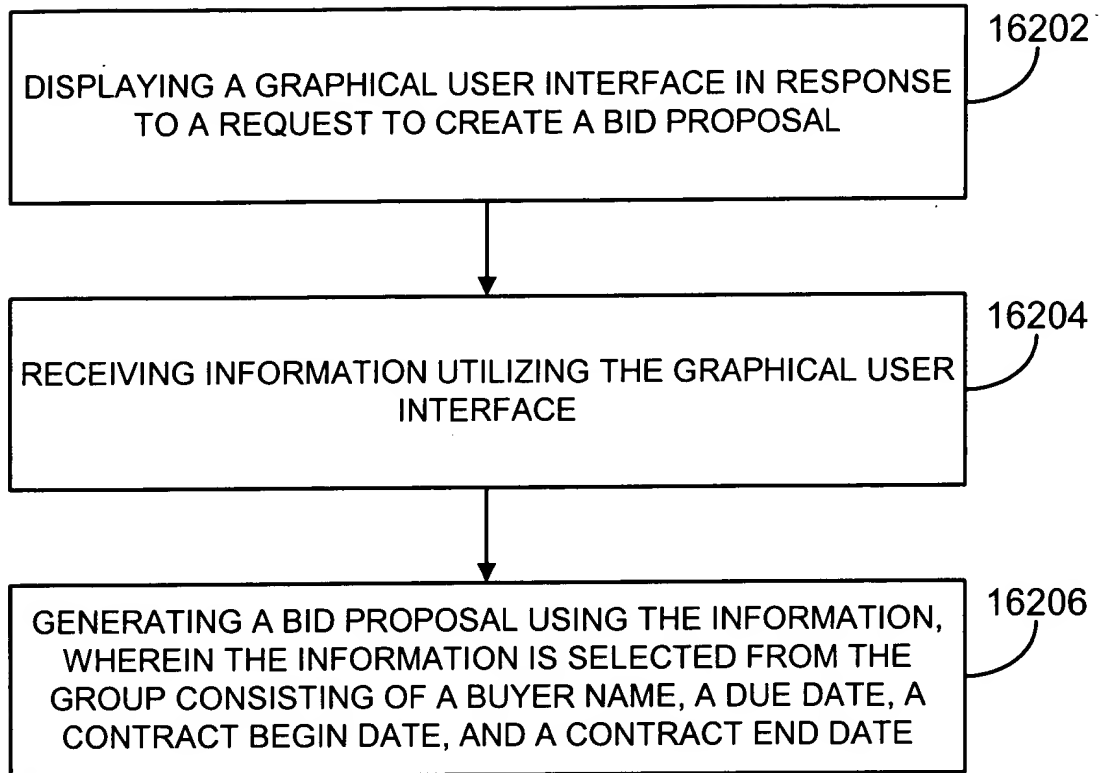 16202
DISPLAYING A GRAPHICAL USER INTERFACE IN RESPONSE
TO A REQUEST TO CREATE A BID PROPOSAL
16204
RECEIVING INFORMATION UTILIZING THE GRAPHICAL USER
INTERFACE
16206
GENERATING A BID PROPOSAL USING THE INFORMATION,
WHEREIN THE INFORMATION IS SELECTED FROM THE
GROUP CONSISTING OF A BUYER NAME, A DUE DATE, A
CONTRACT BEGIN DATE, AND A CONTRACT END DATE